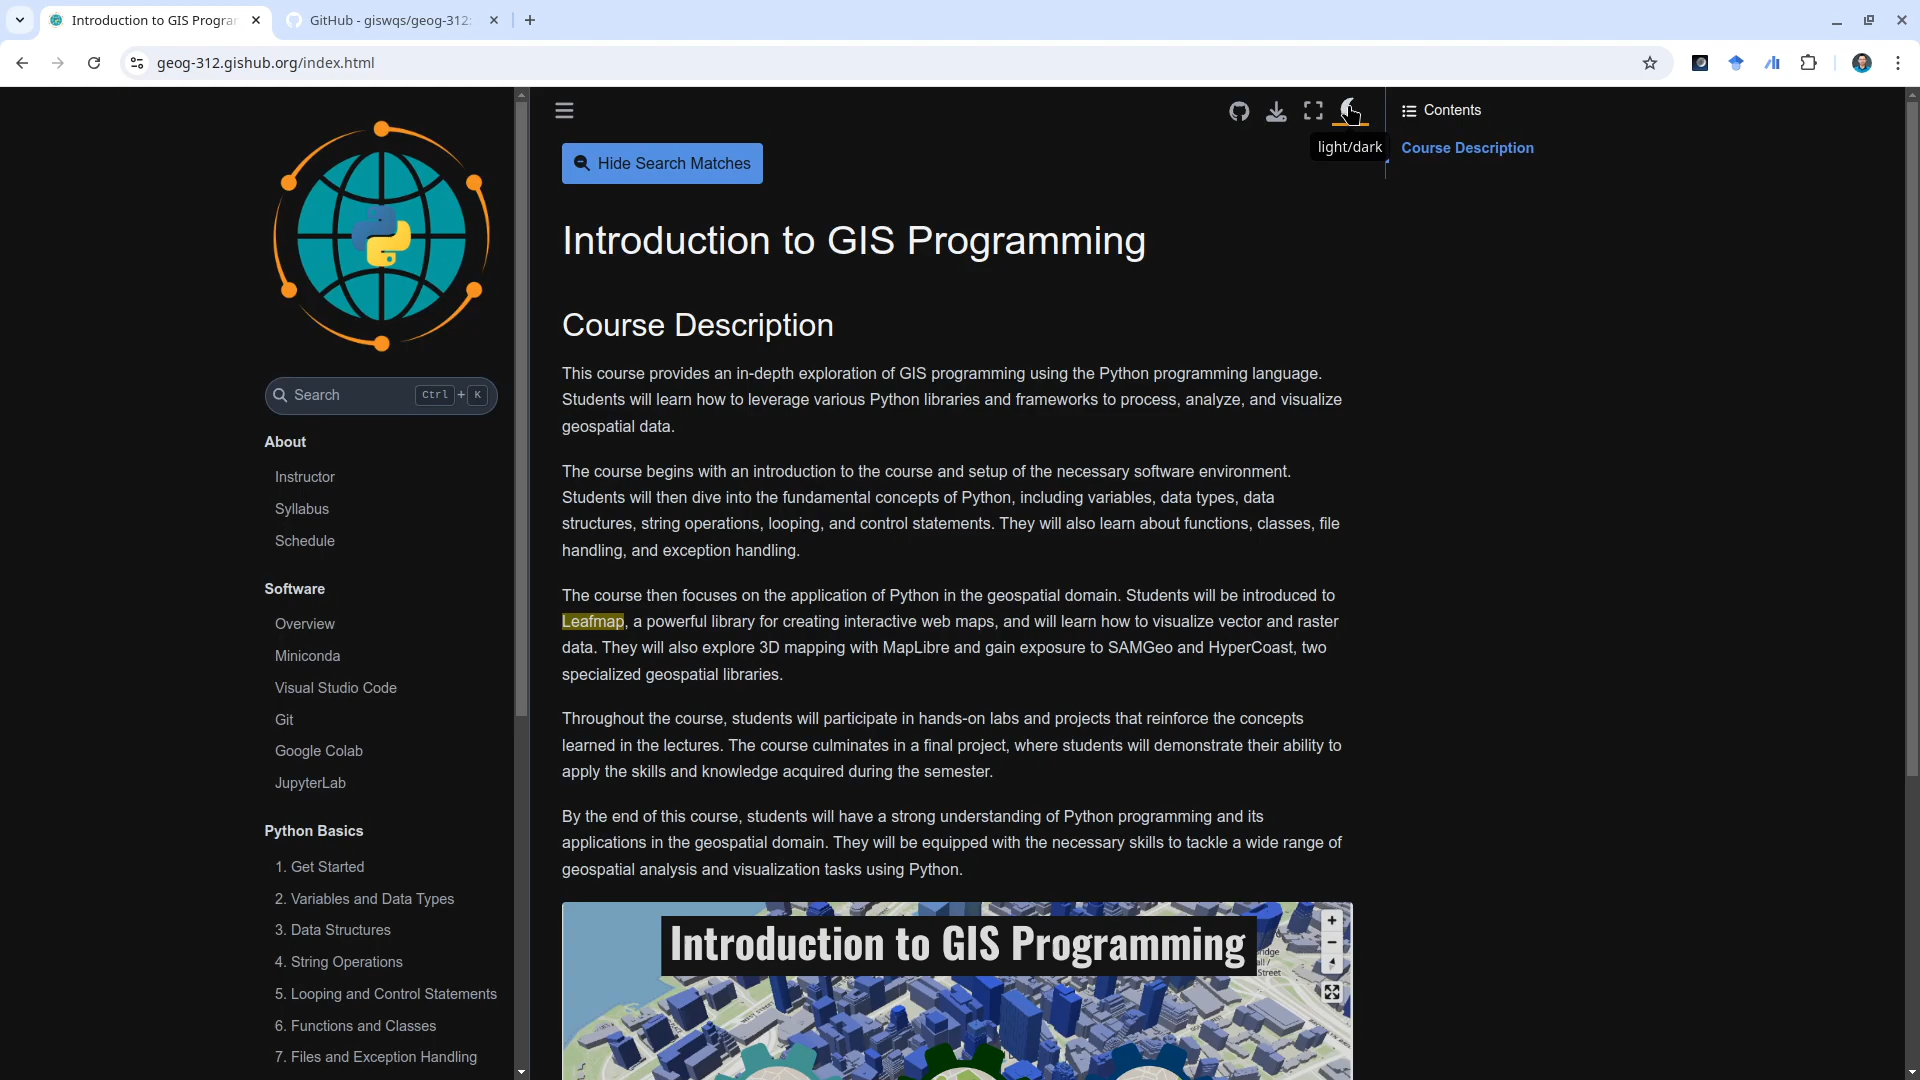 Introduction to GIS Program
GitHub - giswqs/geog-312:
geog-312.gishub.org/index.html
Search
Ctrl + K
About
Instructor
Syllabus
Schedule
Software
Overview
Miniconda
Visual Studio Code
Git
Google Colab
JupyterLab
Python Basics
1. Get Started
2. Variables and Data Types
3. Data Structures
4. String Operations
5. Looping and Control Statements
6. Functions and Classes
7. Files and Exception Handling
light/dark
Hide Search Matches
Introduction to GIS Programming
Course Description
This course provides an in-depth exploration of GIS programming using the Python programming language.
Students will learn how to leverage various Python libraries and frameworks to process, analyze, and visualize
geospatial data.
The course begins with an introduction to the course and setup of the necessary software environment.
Students will then dive into the fundamental concepts of Python, including variables, data types, data
structures, string operations, looping, and control statements. They will also learn about functions, classes, file
handling, and exception handling.
The course then focuses on the application of Python in the geospatial domain. Students will be introduced to
Leafmap, a powerful library for creating interactive web maps, and will learn how to visualize vector and raster
data. They will also explore 3D mapping with MapLibre and gain exposure to SAMGeo and HyperCoast, two
specialized geospatial libraries.
Throughout the course, students will participate in hands-on labs and projects that reinforce the concepts
learned in the lectures. The course culminates in a final project, where students will demonstrate their ability to
apply the skills and knowledge acquired during the semester.
By the end of this course, students will have a strong understanding of Python programming and its
applications in the geospatial domain. They will be equipped with the necessary skills to tackle a wide range of
geospatial analysis and visualization tasks using Python.
Introduction to GIS Programming
Street
Contents
Course Description